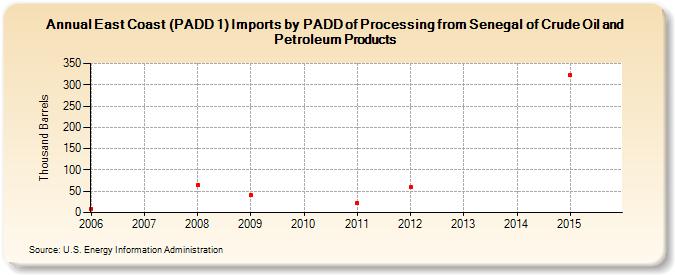 Annual East Coast (PADD 1) Imports by PADD of Processing from Senegal of Crude Oil and
Petroleum Products
Thousand Barrels
350
300
250
200
150
100
50
0
2006 2007 2008 2009 2010 2011 2012 2013 2014 2015
Source: U.S. Energy Information Administration